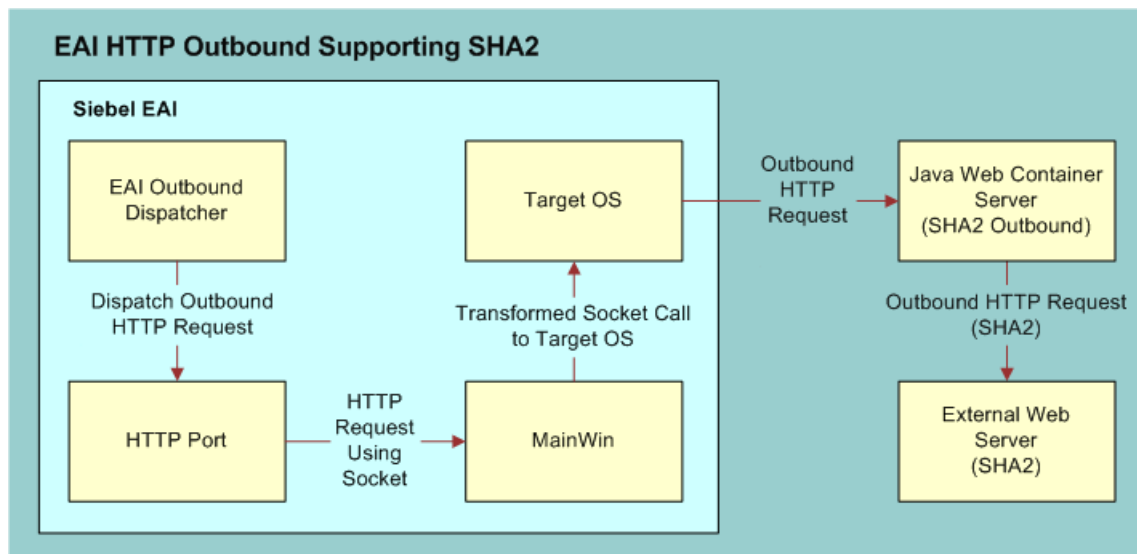 EAI HTTP Outbound Supporting SHA2
Siebel EAI
EAI Outbound
Dispatcher
Dispatch Outbound
HTTP Request
HTTP Port
HTTP
Request
Using
Socket
MainWin
Transformed Socket Call
to Target OS
Target OS
Outbound
HTTP
Request
Java Web Container
Server
(SHA2 Outbound)
Outbound HTTP Request
(SHA2)
External Web
Server
(SHA2)